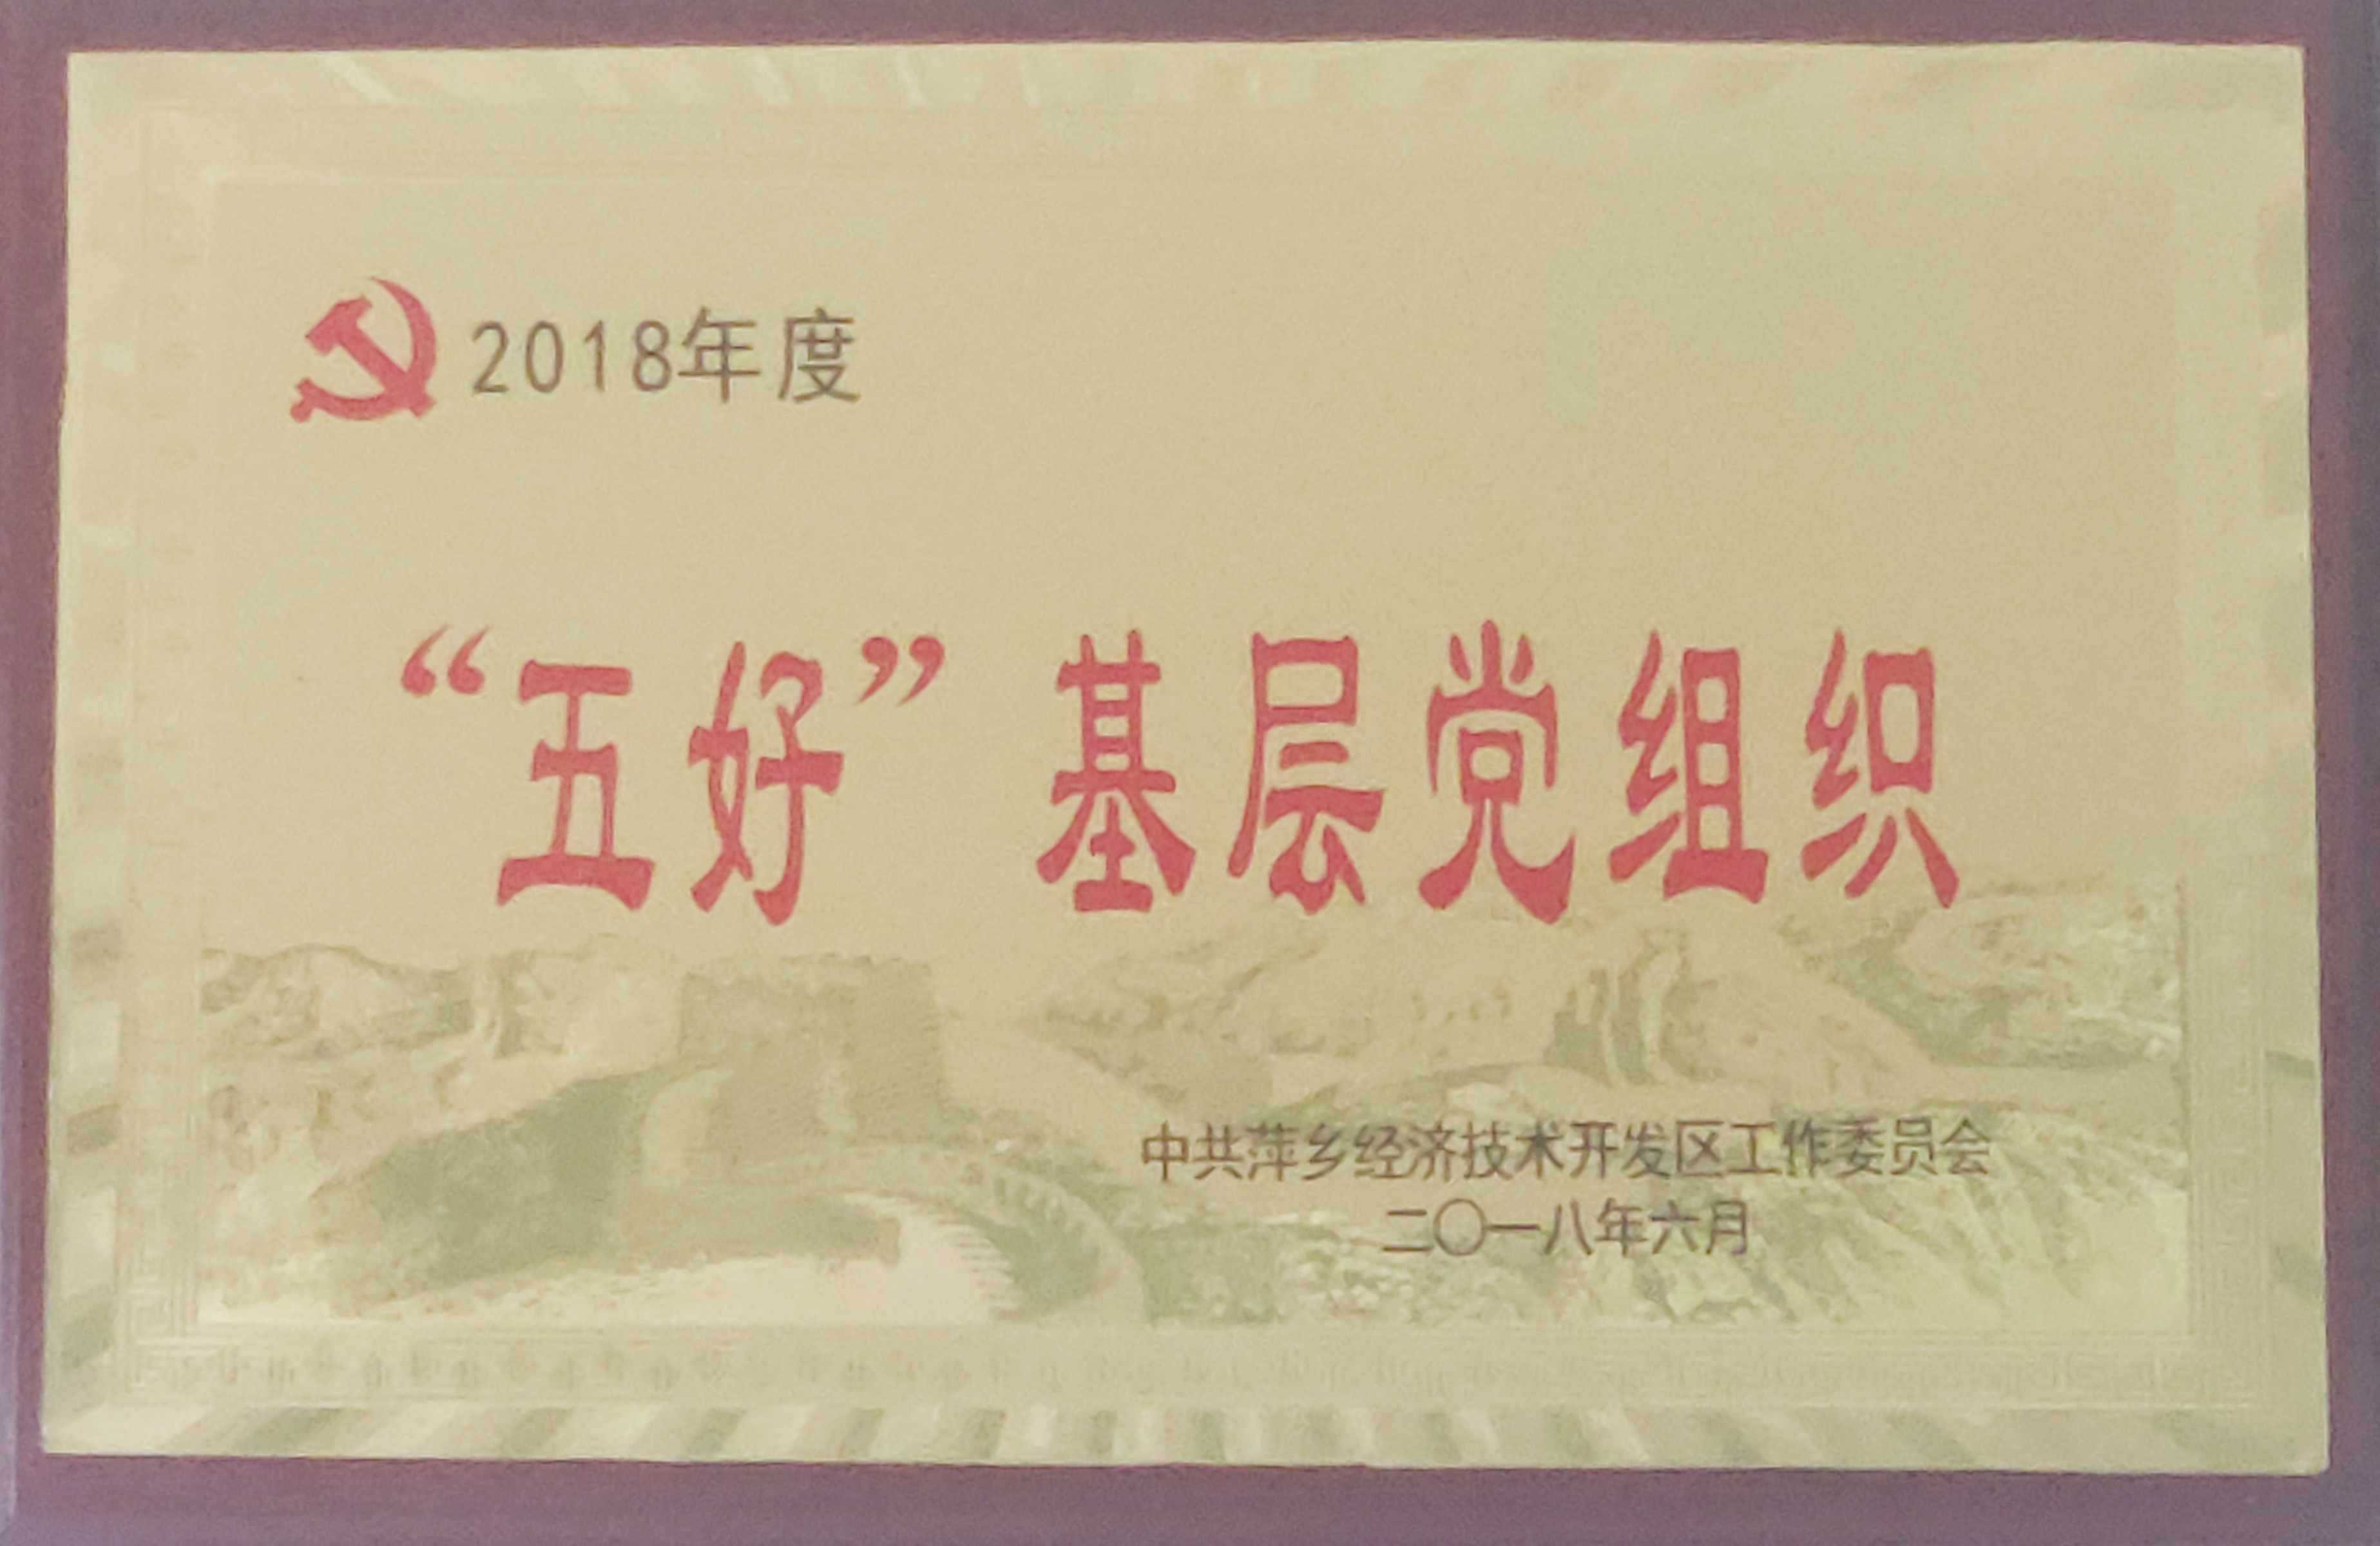 2018年度
“五好”基层党组织
中共萍乡经济技术开发区工作委员会
二〇一八年六月